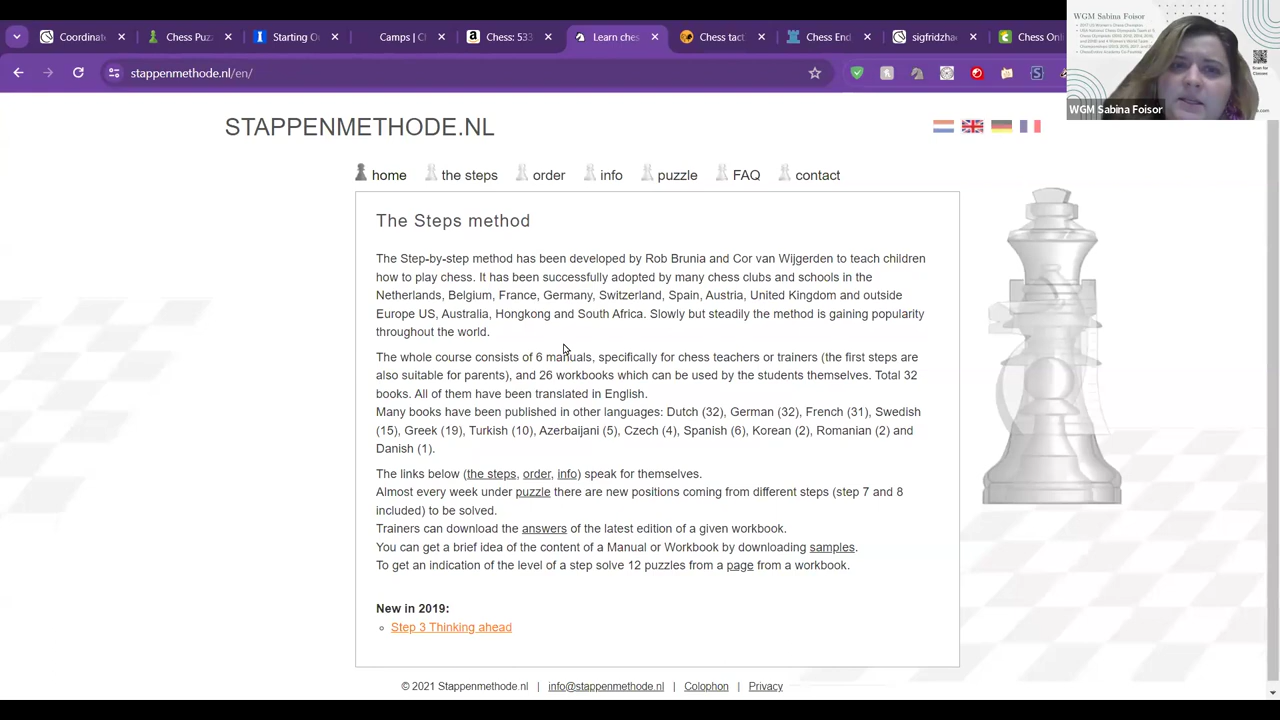 Coordinate
Chess Puz
Starting O
Chess: 533
Learn ches
Chess tact
sigfridzha
Chess Onl
stappenmethode.nl/en/
WGM Sabina Foisor
WGM Sabina Foisor
STAPPENMETHODE.NL
home
the steps
order
info
puzzle
FAQ
contact
The Steps method
The Step-by-step method has been developed by Rob Brunia and Cor van Wijgerden to teach children
how to play chess. It has been successfully adopted by many chess clubs and schools in the
Netherlands, Belgium, France, Germany, Switzerland, Spain, Austria, United Kingdom and outside
Europe US, Australia, Hongkong and South Africa. Slowly but steadily the method is gaining popularity
throughout the world.
The whole course consists of 6 manuals, specifically for chess teachers or trainers (the first steps are
also suitable for parents), and 26 workbooks which can be used by the students themselves. Total 32
books. All of them have been translated in English.
Many books have been published in other languages: Dutch (32), German (32), French (31), Swedish
(15), Greek (19), Turkish (10), Azerbaijani (5), Czech (4), Spanish (6), Korean (2), Romanian (2) and
Danish (1).
The links below (the steps, order, info) speak for themselves.
Almost every week under puzzle there are new positions coming from different steps (step 7 and 8
included) to be solved.
Trainers can download the answers of the latest edition of a given workbook.
You can get a brief idea of the content of a Manual or Workbook by downloading samples.
To get an indication of the level of a step solve 12 puzzles from a page from a workbook.
New in 2019:
Step 3 Thinking ahead
© 2021 Stappenmethode.nl | info@stappenmethode.nl | Colophon | Privacy